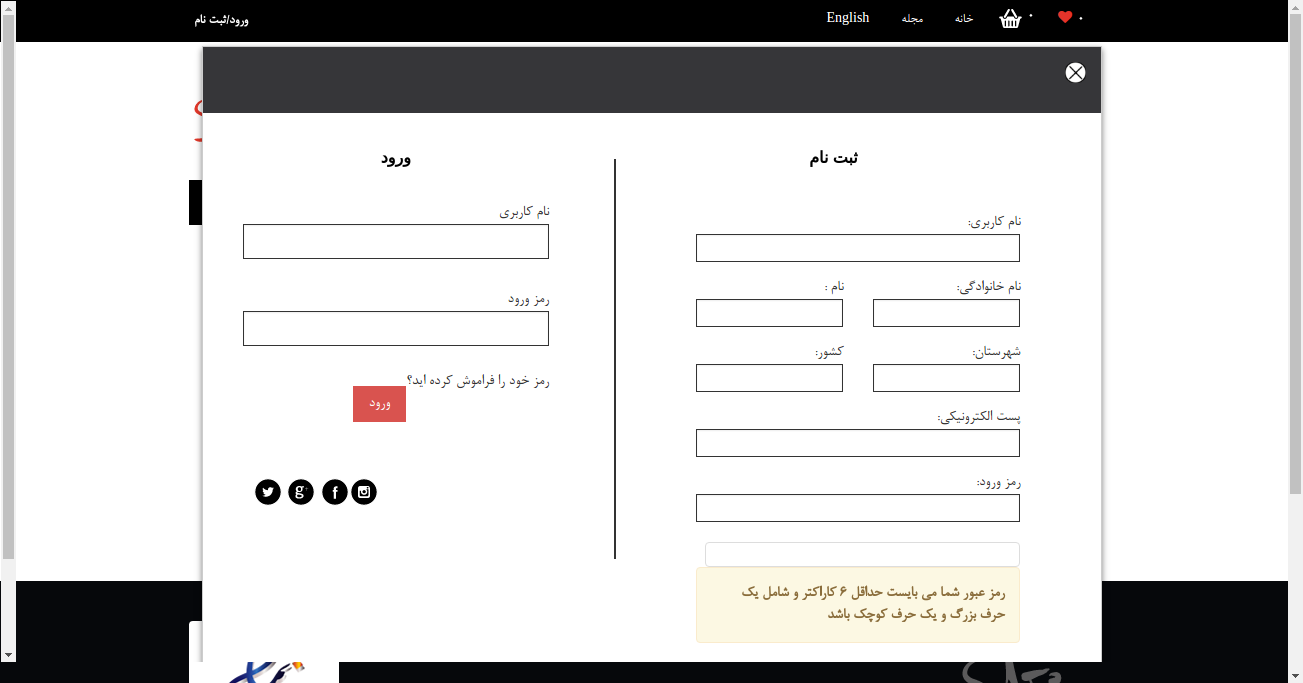 خانه
مجله
English
ورود/ثبت نام
ثبت نام
نام کاربری:
نام خانوادگی:
نام :
شهرستان:
کشور:
پست الکترونیکی:
رمز ورود:
رمز عبور شما می بایست حداقل ۶ کاراکتر و شامل یک
حرف بزرگ و یک حرف کوچک باشد
ورود
نام کاربری
رمز ورود
رمز خود را فراموش کرده اید؟
ورود